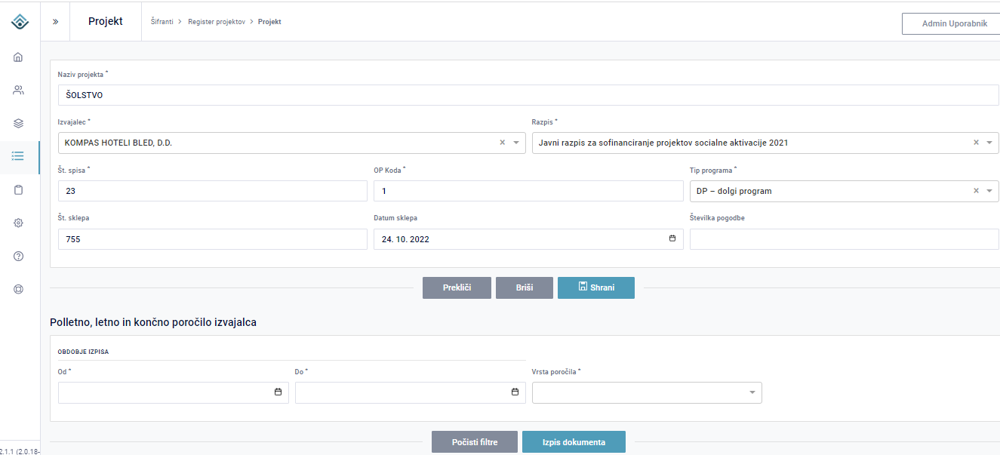 Projekt
Šifranti > Register projektov > Projekt
Admin Uporabnik
Naziv projekta *
ŠOLSTVO
Izvajalec *
Razpis *
KOMPAS HOTELI BLED, D.D.
Javni razpis za sofinanciranje projektov socialne aktivacije 2021
Št. spisa *
OP Koda *
Tip programa *
23
1
DP – dolgi program
Št. sklepa
Datum sklepa
Številka pogodbe
755
24. 10. 2022
Prekliči
Briši
Shrani
Polletno, letno in končno poročilo izvajalca
OBDOBJE IZPISA
Od *
Do *
Vrsta poročila *
Počisti filtre
Izpis dokumenta
2.1.1 (2.0.18-